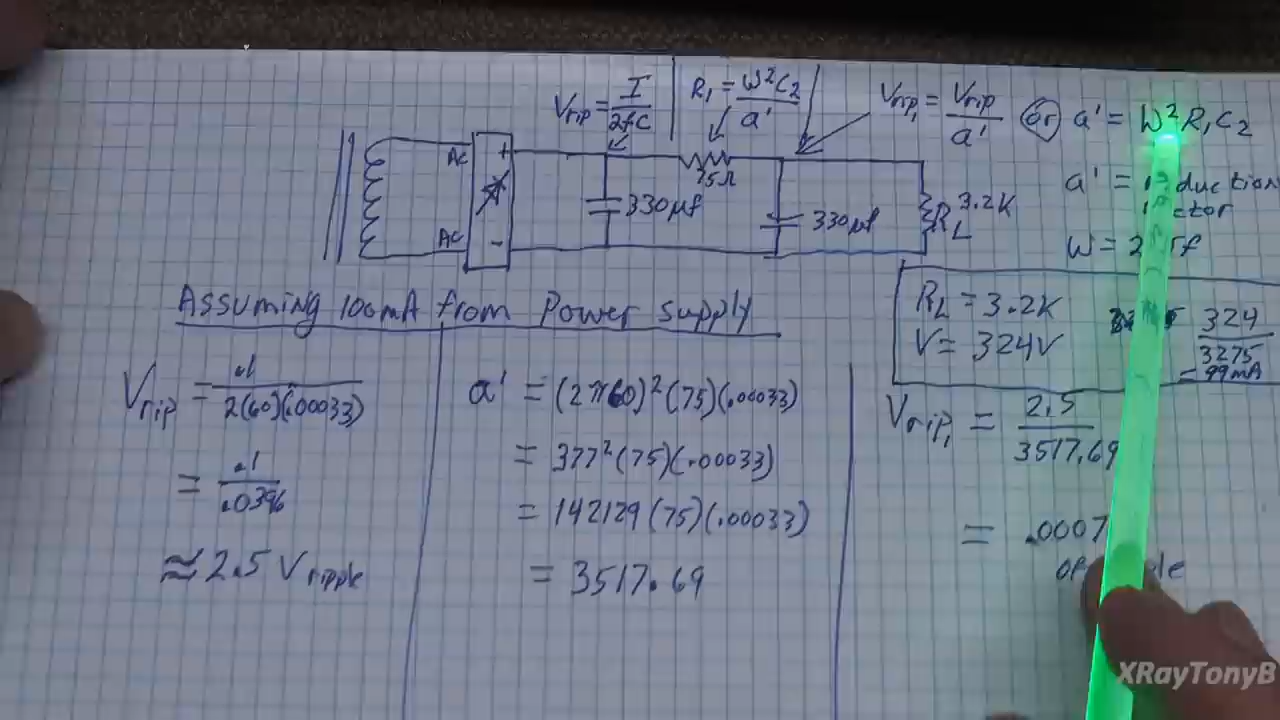 Vrip = I/2fC
R1 = W²C2/a'
Vrip1 = Vrip/a' or a' = W²R1C2
AC
+
75Ω
330µf
330µf
RL 3.2K
AC
-
W = 2 f
Assuming 100mA from Power supply
RL = 3.2K
V = 324V
324/3275
= 99mA
Vrip = .1/2(60)(.00033)
= .1/.0396
≈ 2.5 Vripple
a' = (2π60)²(75)(.00033)
= 377²(75)(.00033)
= 142129(75)(.00033)
= 3517.69
Vrip1 = 2.5/3517.69
= .0007
XRayTonyB